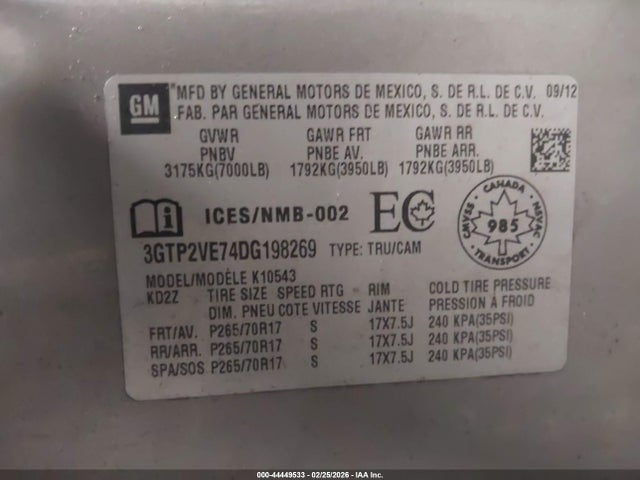 GM
*MFD BY GENERAL MOTORS DE MEXICO, S. DE R.L. DE C.V. 09/12
FAB. PAR GENERAL MOTORS DE MEXICO, S. DE R.L. DE C.V.
GVWR GAWR FRT GAWR RR
PNBV PNBE AV. PNBE ARR.
3175KG(7000LB) 1792KG(3950LB) 1792KG(3950LB)
ICES/NMB-002 EC
CANADA CMVSS 985 NSVAC TRANSPORT
3GTP2VE74DG198269 TYPE: TRU/CAM
MODEL/MODÈLE K10543
KD2Z TIRE SIZE SPEED RTG RIM COLD TIRE PRESSURE
DIM. PNEU COTE VITESSE JANTE PRESSION À FROID
FRT/AV. P265/70R17 S 17X7.5J 240 KPA(35PSI)
RR/ARR. P265/70R17 S 17X7.5J 240 KPA(35PSI)
SPA/SOS P265/70R17 S 17X7.5J 240 KPA(35PSI)
000-44449533 - 02/25/2026 - IAA Inc.